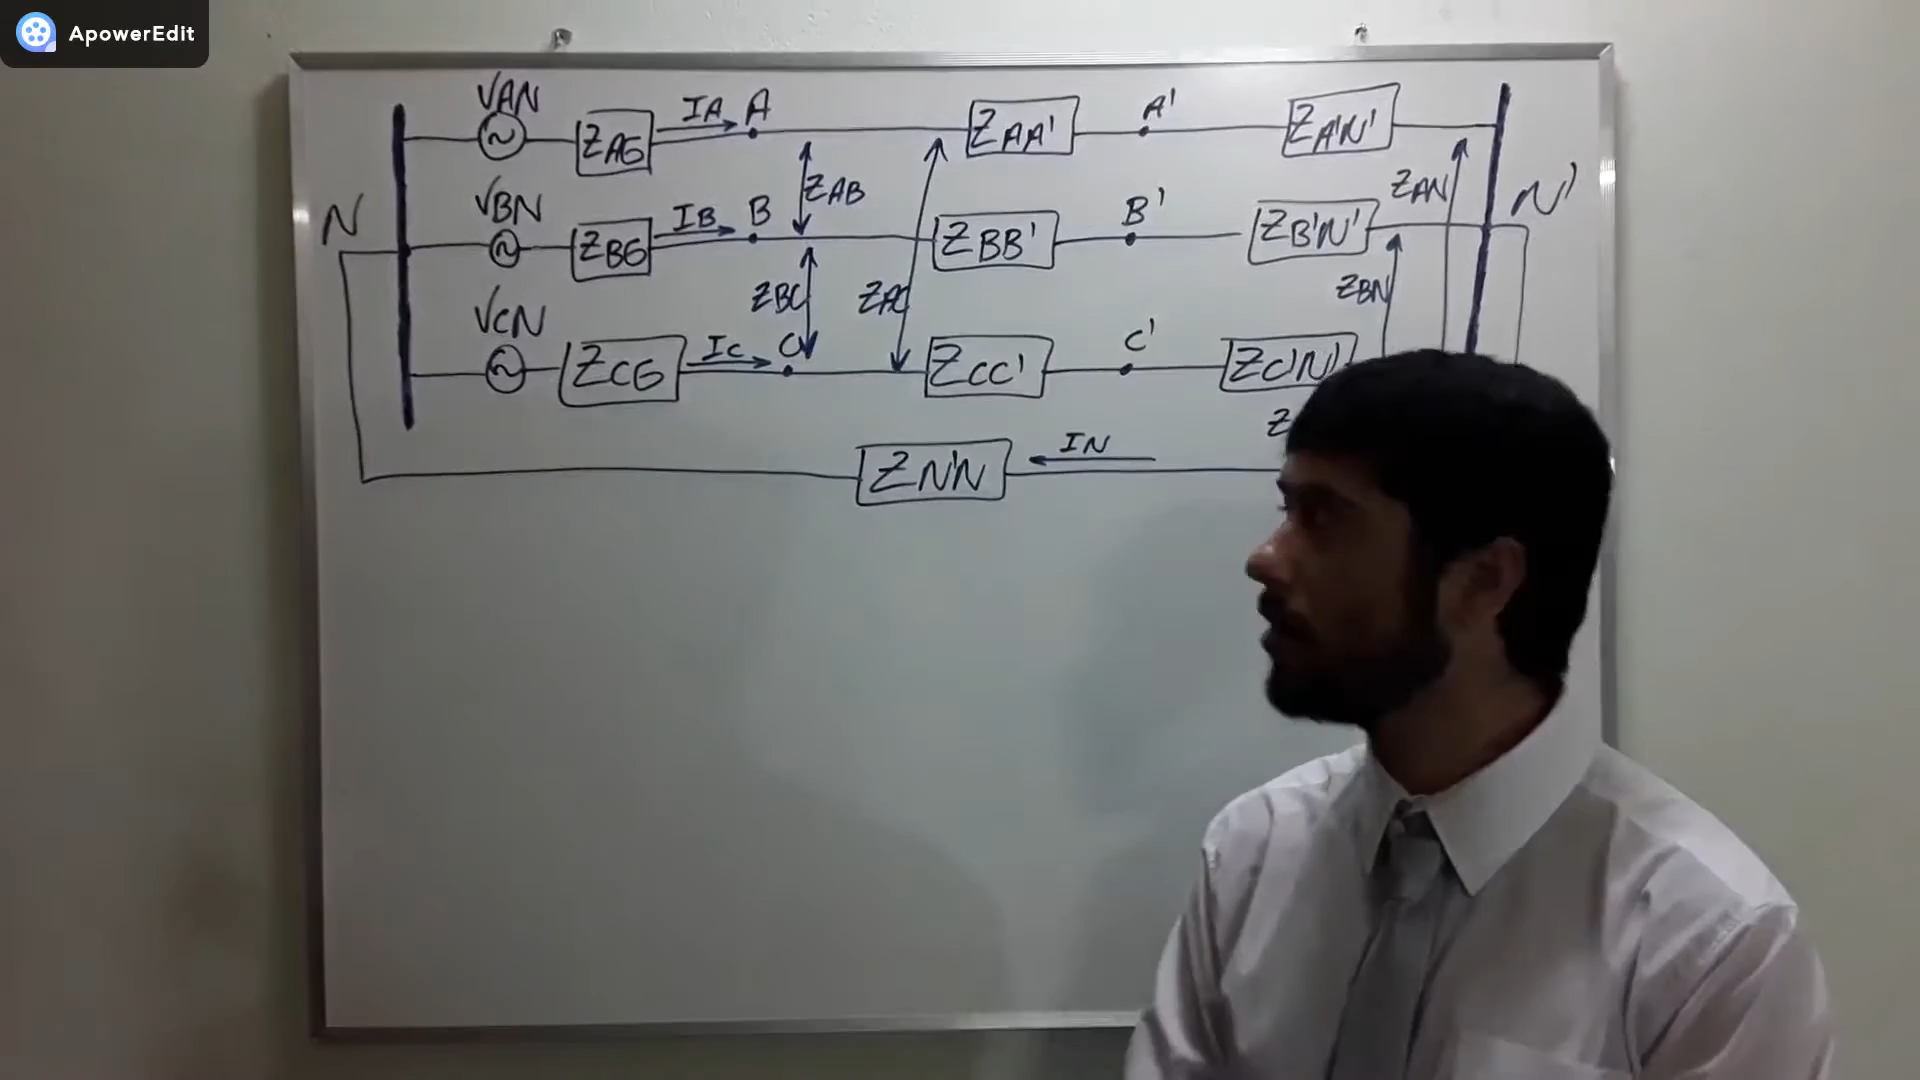 ApowerEdit
VAN
ZAG
IA
A
ZAA'
A'
ZA'N'
ZAB
ZAN
N
VBN
ZBG
IB
B
ZBB'
B'
ZB'N'
N'
ZBC
ZAC
ZBN
VCN
ZCG
IC
C
ZCC'
C'
ZC'N'
Z
ZN'N
IN